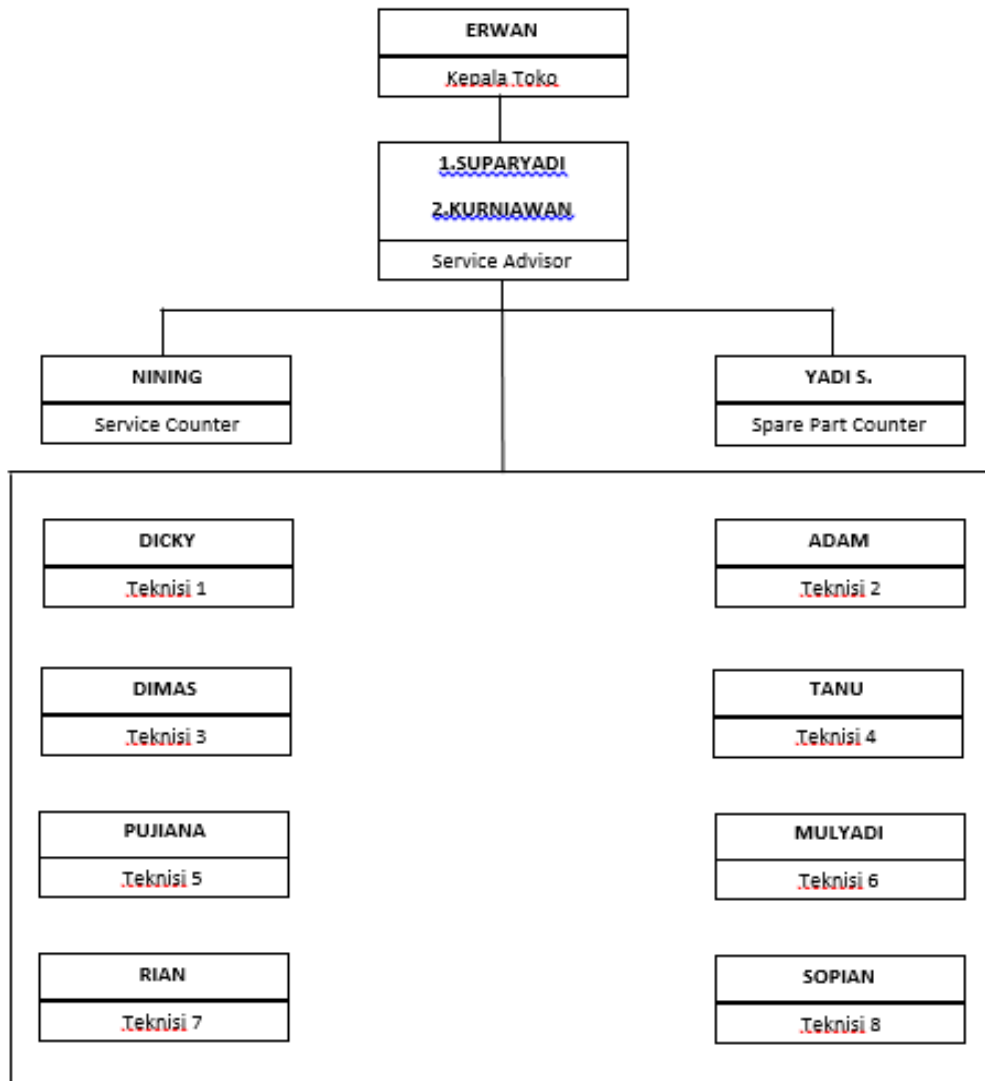 ERWAN
Kepala Toko
1.SUPARYADI
2.KURNIAWAN
Service Advisor
NINING
Service Counter
YADI S.
Spare Part Counter
DICKY
Teknisi 1
ADAM
Teknisi 2
DIMAS
Teknisi 3
TANU
Teknisi 4
PUJIANA
Teknisi 5
MULYADI
Teknisi 6
RIAN
Teknisi 7
SOPIAN
Teknisi 8